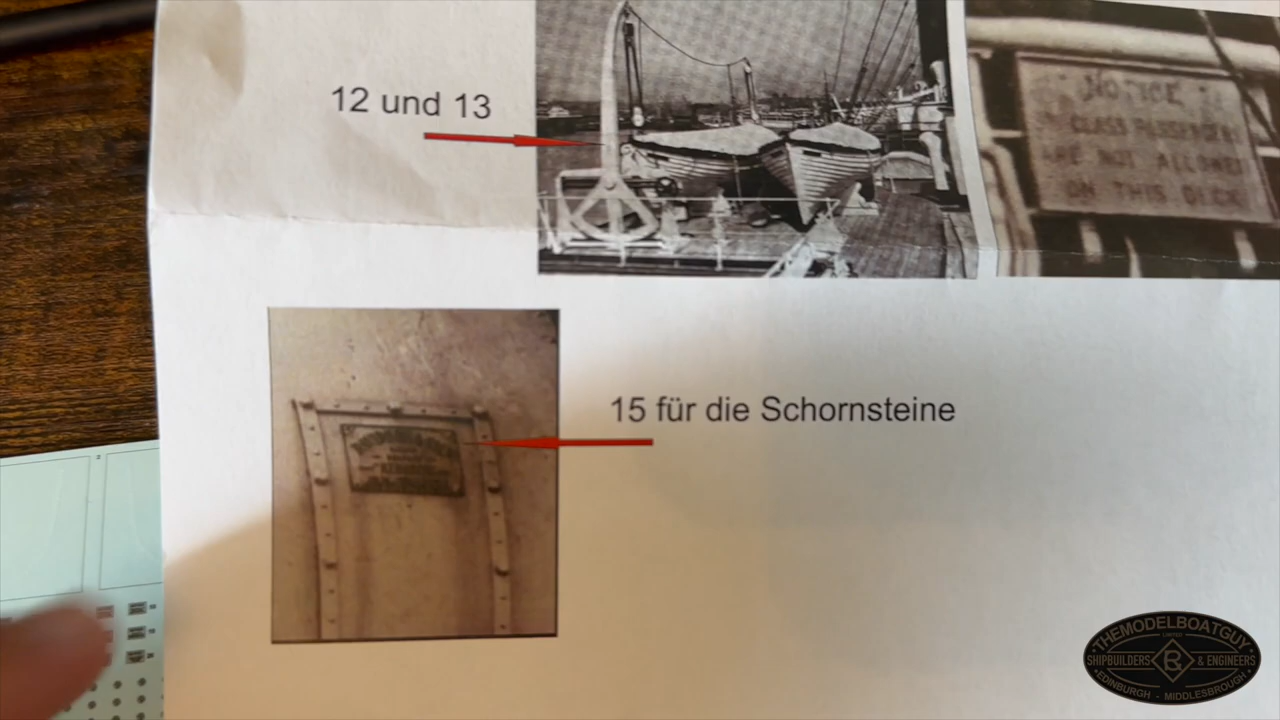 12 und 13
NOTICE
CLASS PASSENGERS
ARE NOT ALLOWED
ON THIS DECK
15 für die Schornsteine
THEMODELBOATGUY
LIMITED
SHIPBUILDERS & ENGINEERS
EDINBURGH - MIDDLESBROUGH